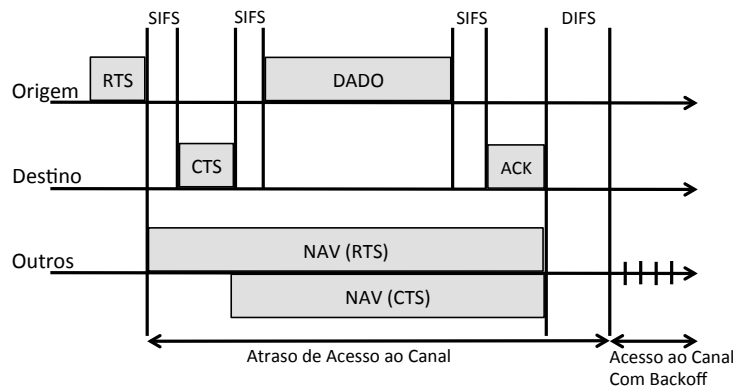 SIFS SIFS SIFS DIFS
RTS DADO
Origem
CTS ACK
Destino
NAV (RTS)
Outros
NAV (CTS)
Atraso de Acesso ao Canal
Acesso ao Canal
Com Backoff